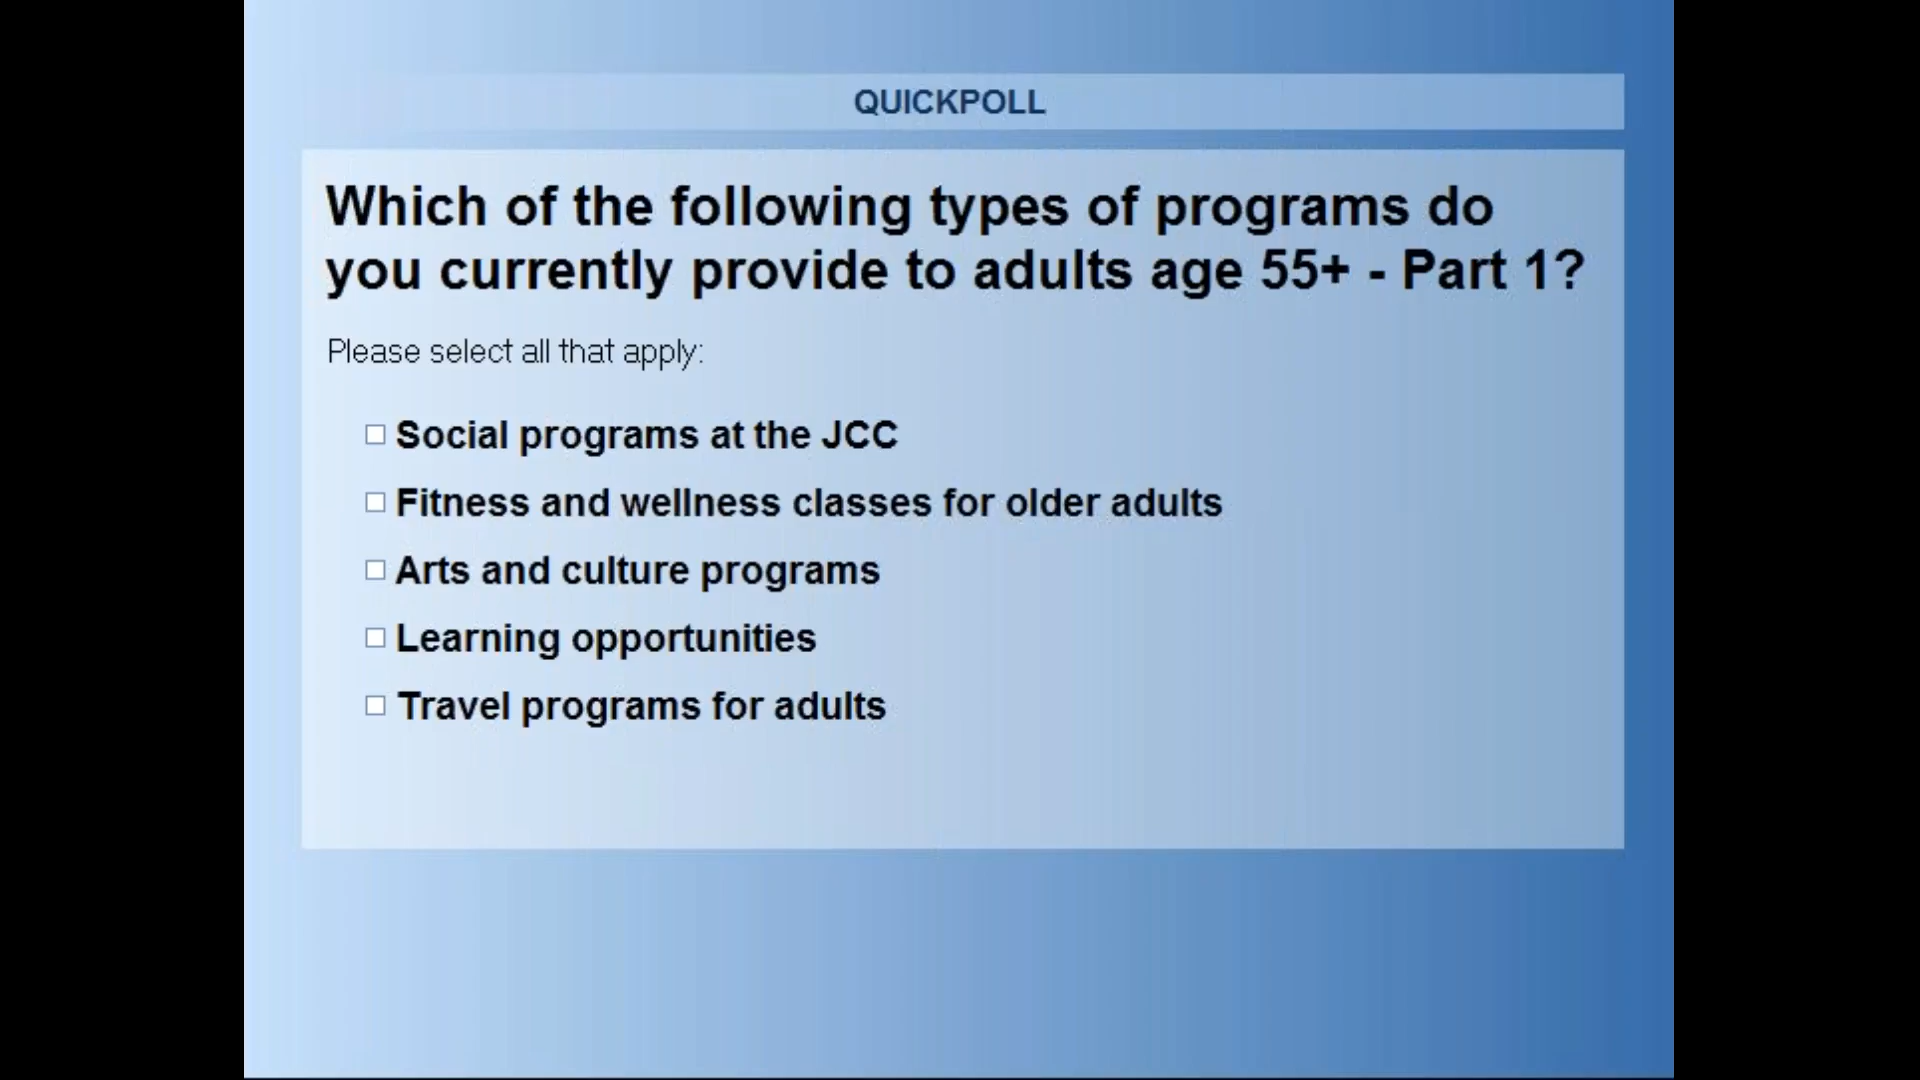 QUICKPOLL
Which of the following types of programs do
you currently provide to adults age 55+ - Part 1?
Please select all that apply:
Social programs at the JCC
Fitness and wellness classes for older adults
Arts and culture programs
Learning opportunities
Travel programs for adults